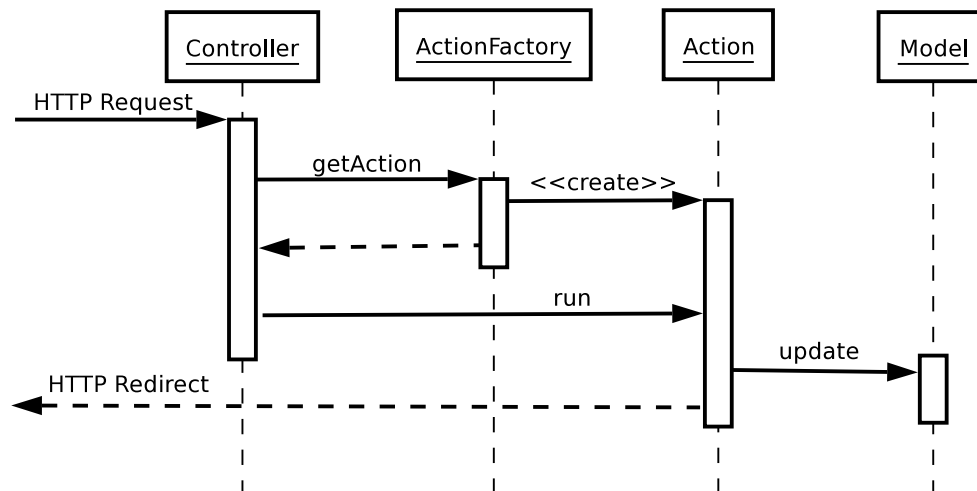 Controller
ActionFactory
Action
Model
HTTP Request
getAction
<<create>>
run
update
HTTP Redirect